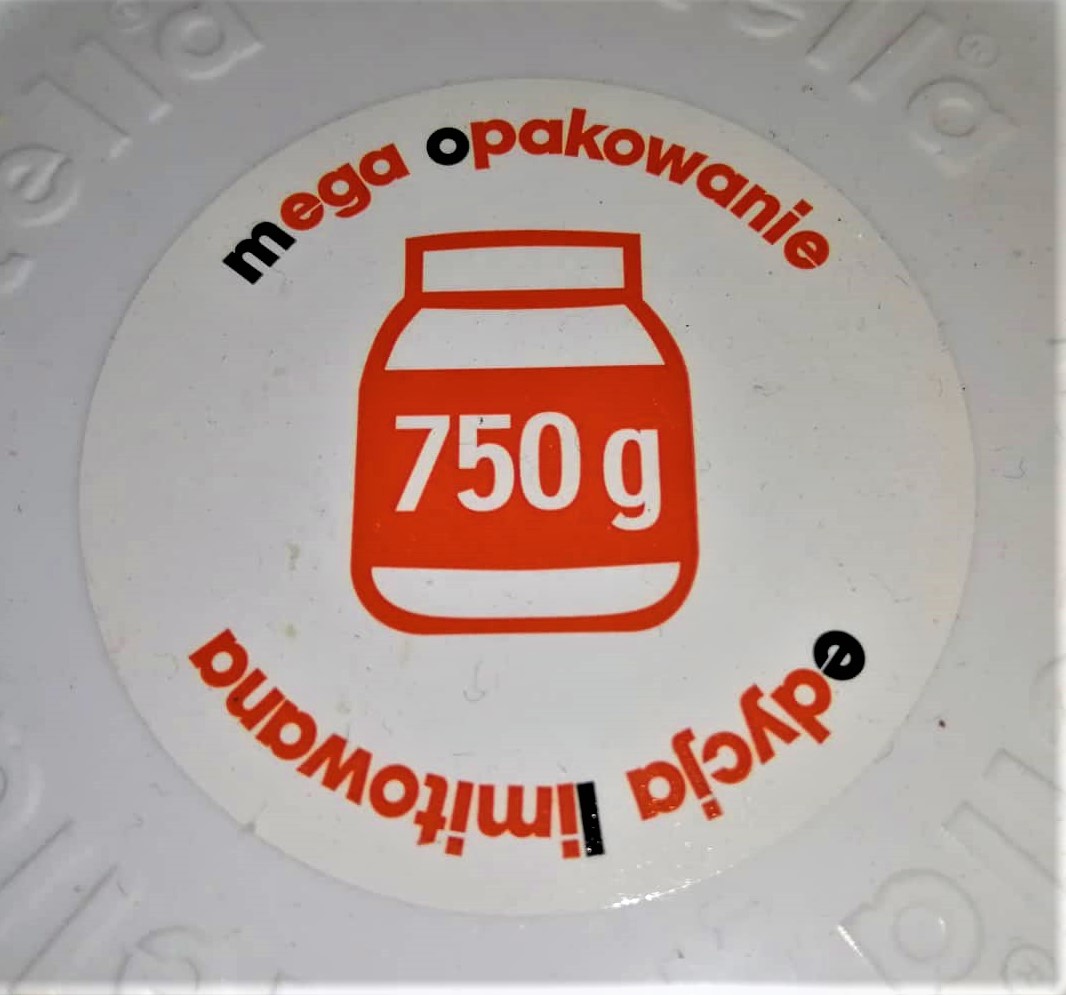 mega opakowanie
750 g
edycja limitowana